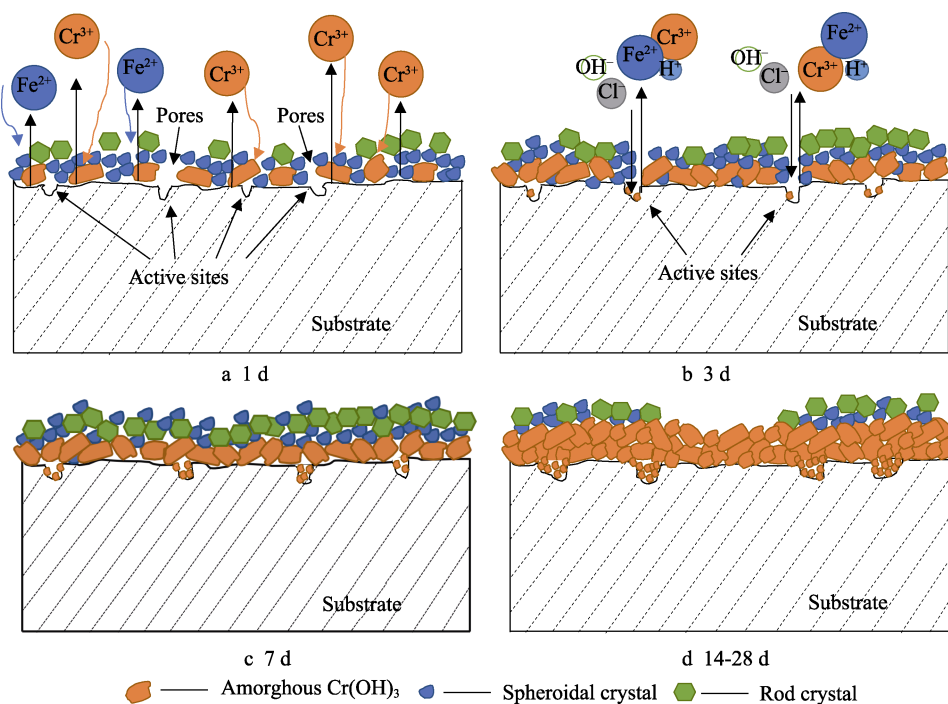 Cr³⁺
Fe²⁺
Fe²⁺
Cr³⁺
Cr³⁺
Cr³⁺
Pores
Pores
Active sites
Substrate
a 1 d
OH⁻
Cl⁻
Fe²⁺
Cr³⁺
H⁺
OH⁻
Cl⁻
Fe²⁺
Cr³⁺
H⁺
Active sites
Substrate
b 3 d
Substrate
c 7 d
Substrate
d 14-28 d
Amorghous Cr(OH)₃
Spheroidal crystal
Rod crystal